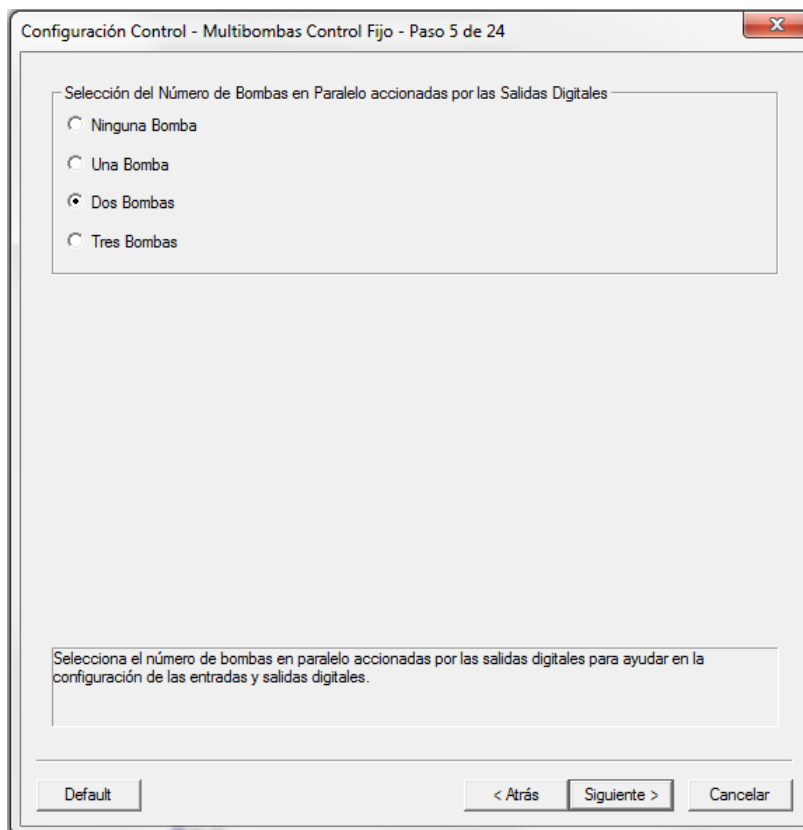 Configuración Control - Multibombas Control Fijo - Paso 5 de 24
Selección del Número de Bombas en Paralelo accionadas por las Salidas Digitales
Ninguna Bomba
Una Bomba
Dos Bombas
Tres Bombas
Selecciona el número de bombas en paralelo accionadas por las salidas digitales para ayudar en la
configuración de las entradas y salidas digitales.
Default
< Atrás
Siguiente >
Cancelar